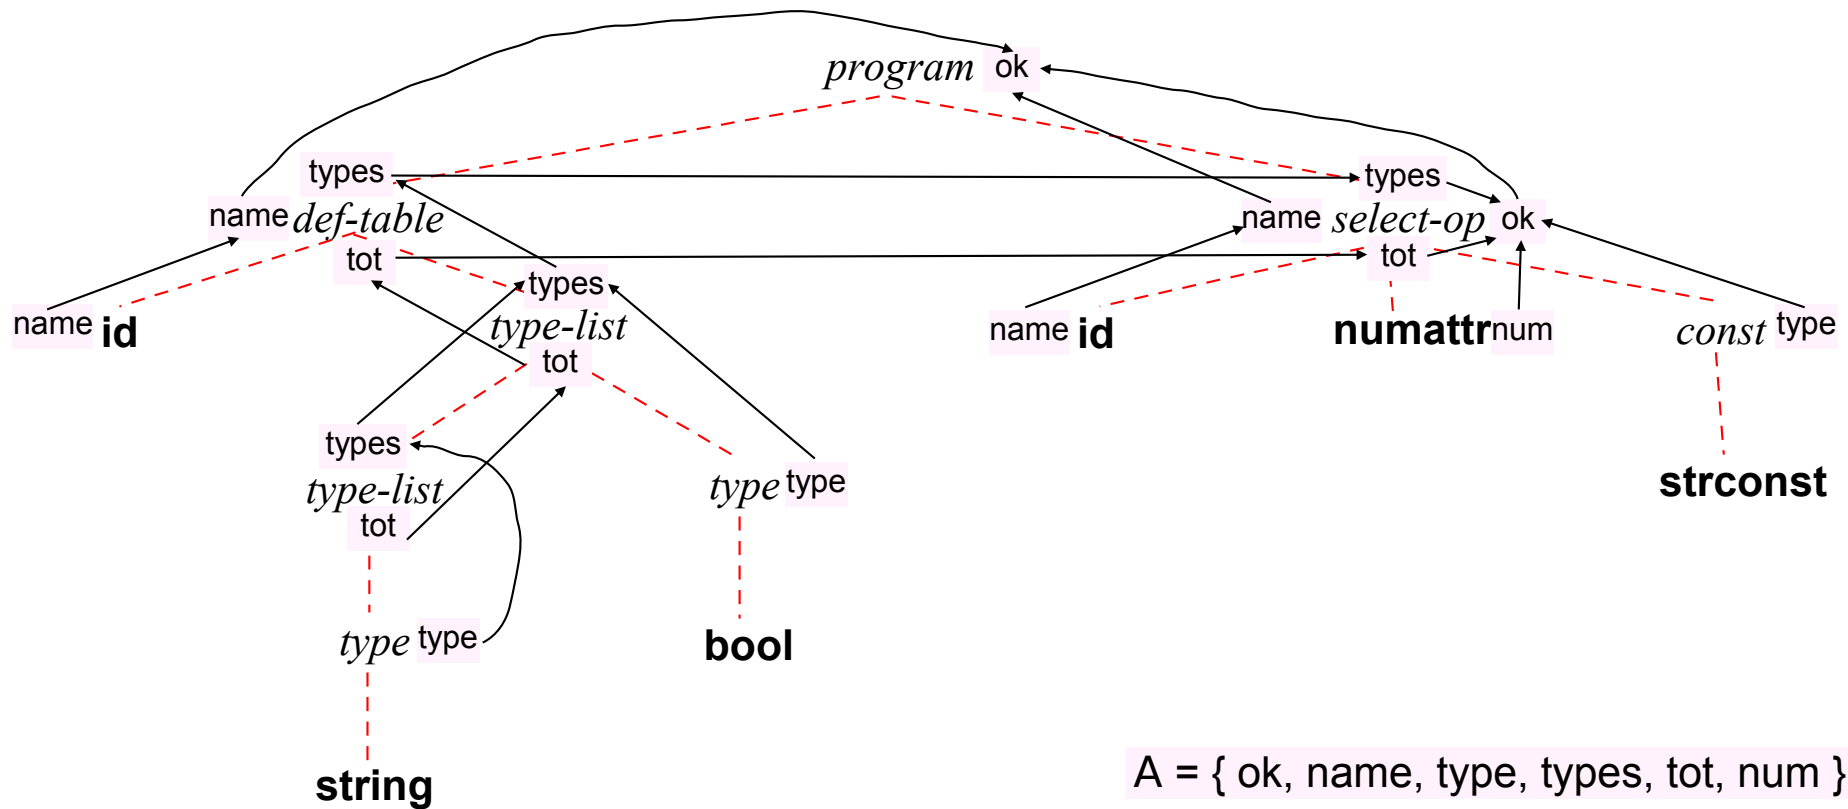 program ok
types
types
name def-table
name select-op ok
tot
tot
types
name id
type-list
name id
numattr num
const type
tot
types
type-list
type type
strconst
tot
type type
bool
string
A = { ok, name, type, types, tot, num }